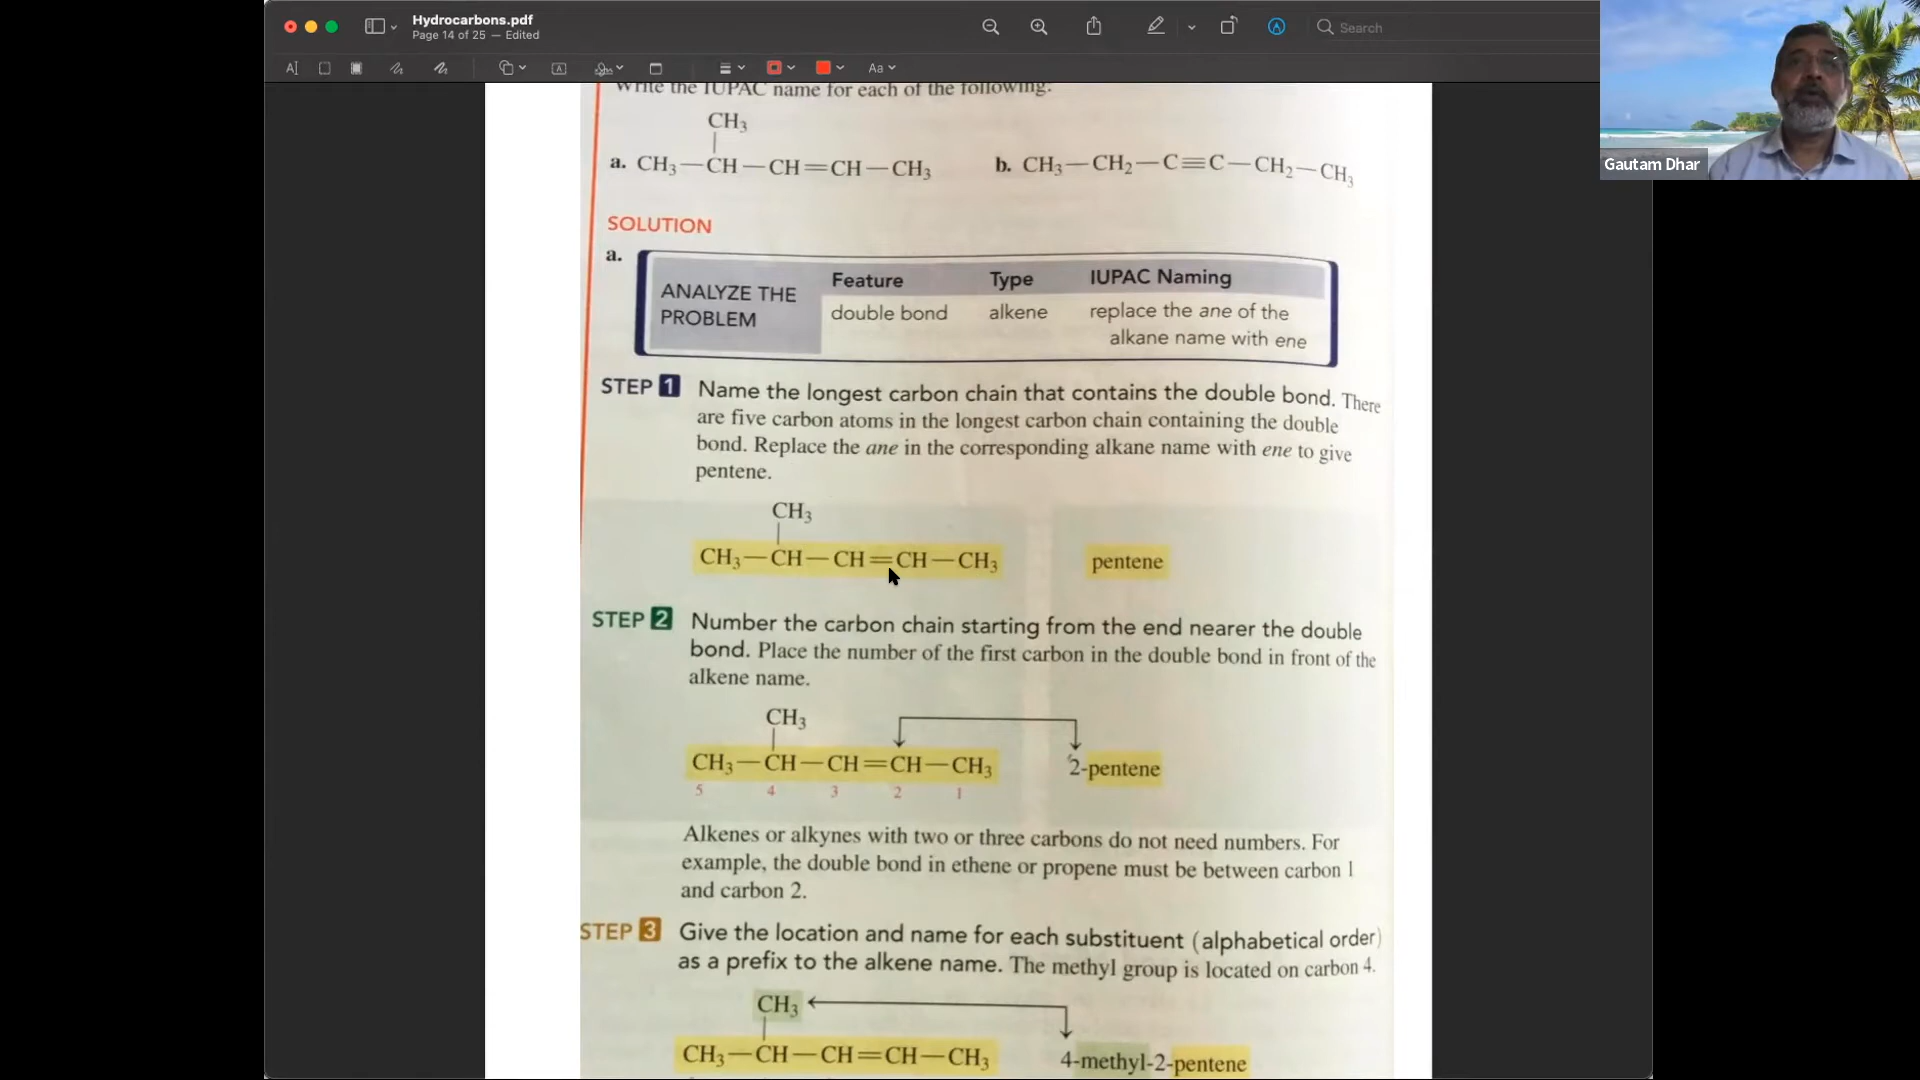 Hydrocarbons.pdf
Page 14 of 25 — Edited
Search
Aa
Gautam Dhar
Write the IUPAC name for each of the following:
CH₃
a. CH₃—CH—CH=CH—CH₃
b. CH₃—CH₂—C≡C—CH₂—CH₃
SOLUTION
a.
ANALYZE THE PROBLEM
Feature Type IUPAC Naming
double bond alkene replace the ane of the
alkane name with ene
STEP 1 Name the longest carbon chain that contains the double bond. There
are five carbon atoms in the longest carbon chain containing the double
bond. Replace the ane in the corresponding alkane name with ene to give
pentene.
CH₃
CH₃—CH—CH=CH—CH₃ pentene
STEP 2 Number the carbon chain starting from the end nearer the double
bond. Place the number of the first carbon in the double bond in front of the
alkene name.
CH₃
CH₃—CH—CH=CH—CH₃ 2-pentene
5 4 3 2 1
Alkenes or alkynes with two or three carbons do not need numbers. For
example, the double bond in ethene or propene must be between carbon 1
and carbon 2.
STEP 3 Give the location and name for each substituent (alphabetical order)
as a prefix to the alkene name. The methyl group is located on carbon 4.
CH₃
CH₃—CH—CH=CH—CH₃ 4-methyl-2-pentene